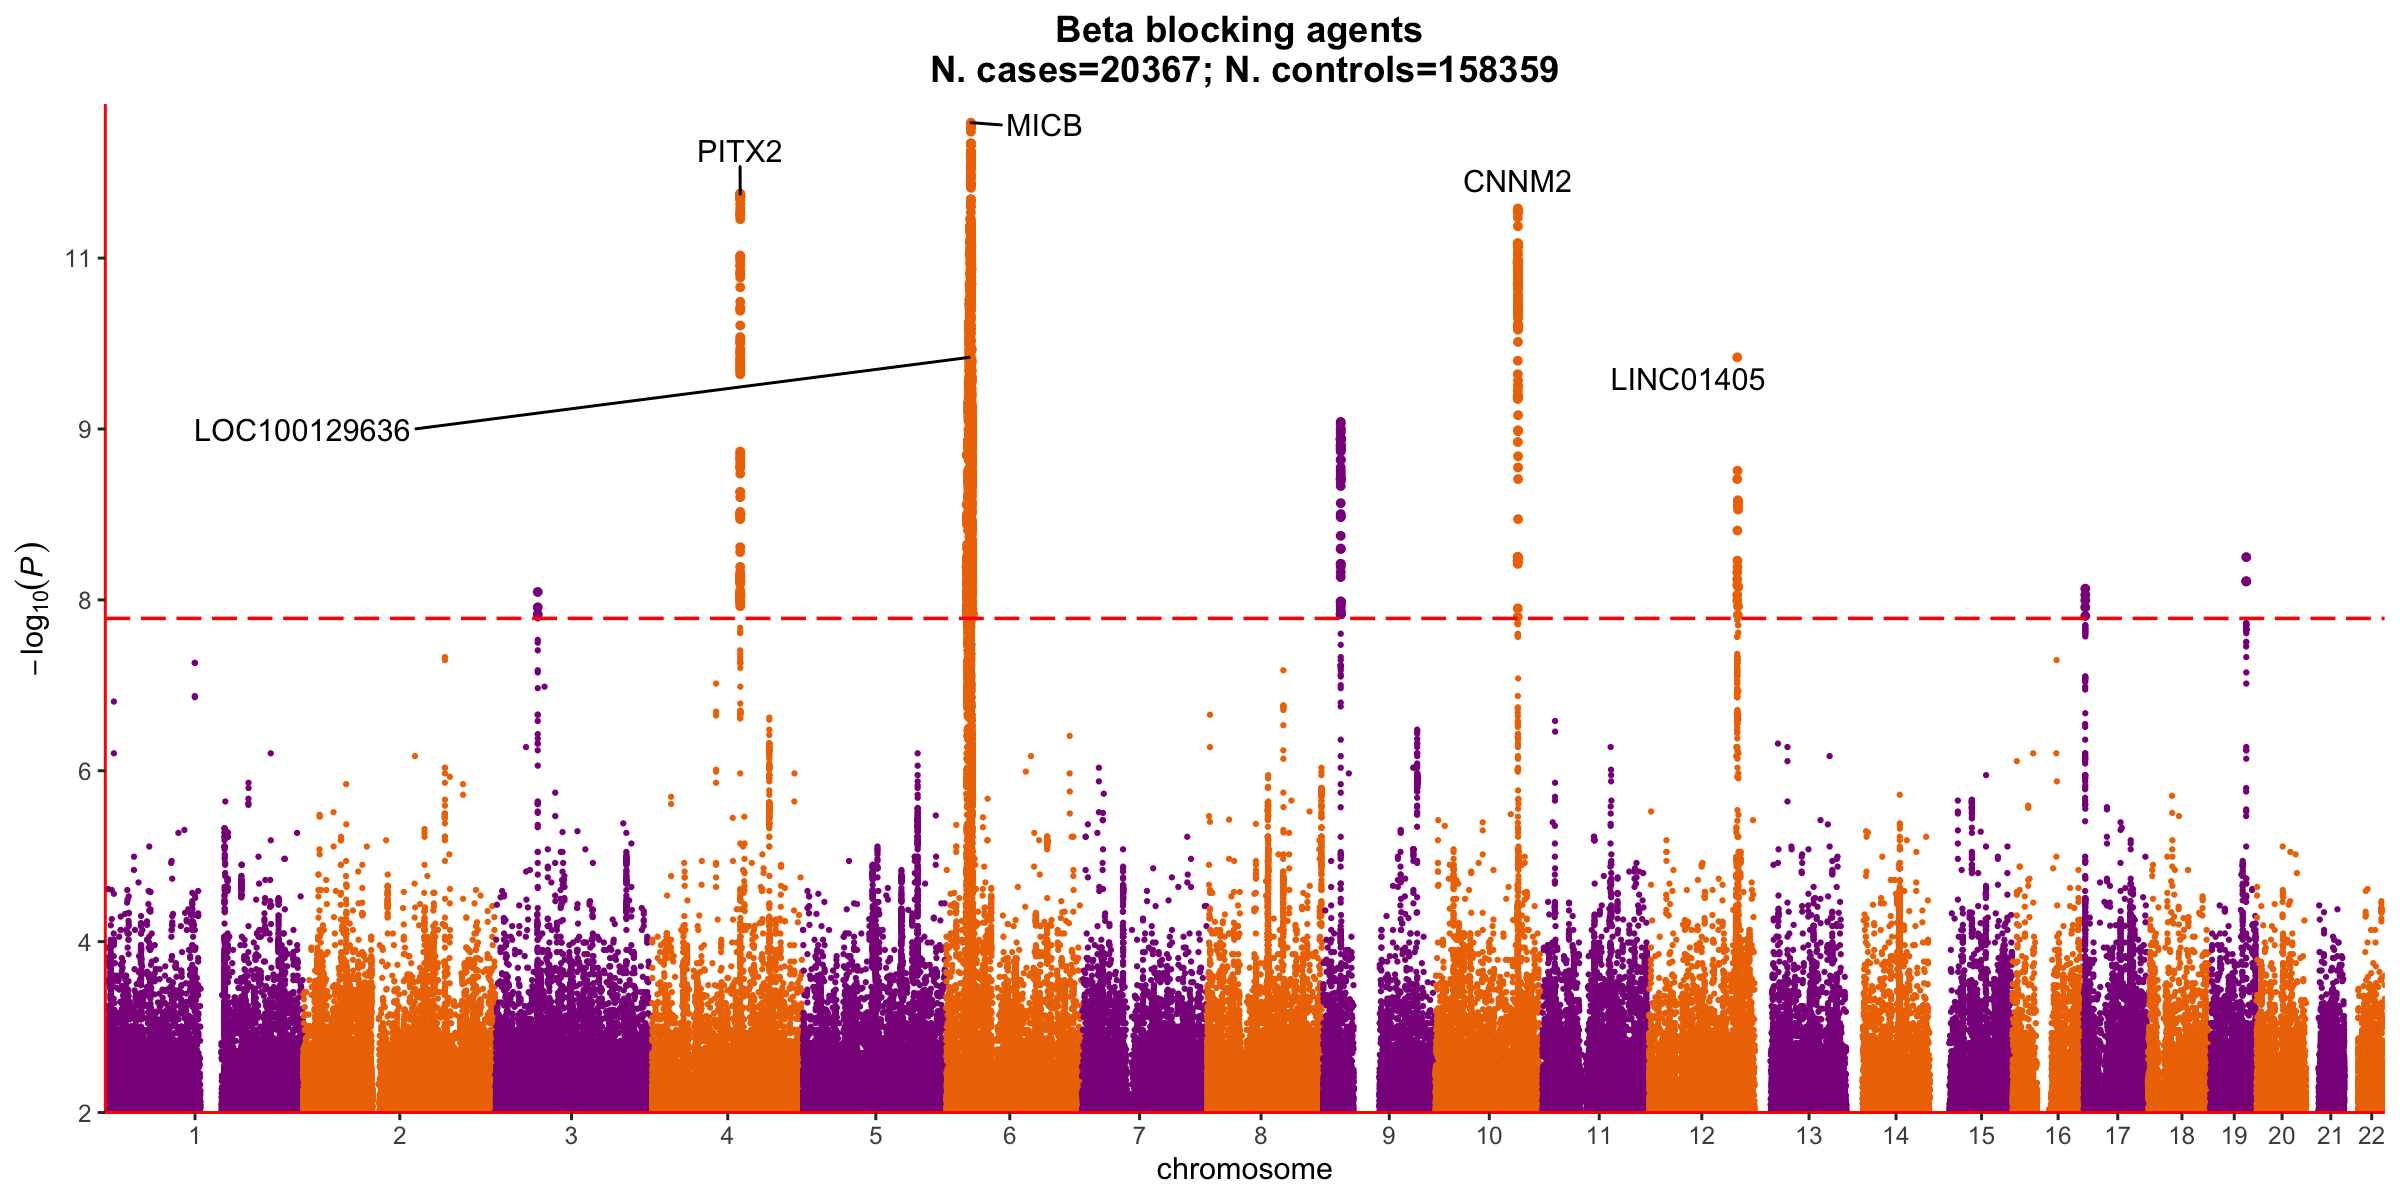 Beta blocking agents
N. cases=20367; N. controls=158359
MICB
PITX2
CNNM2
11
LINC01405
9
LOC100129636
8
−log10(P)
6
4
2
1 2 3 4 5 6 7 8 9 10 11 12 13 14 15 16 17 18 19 20 21 22
chromosome